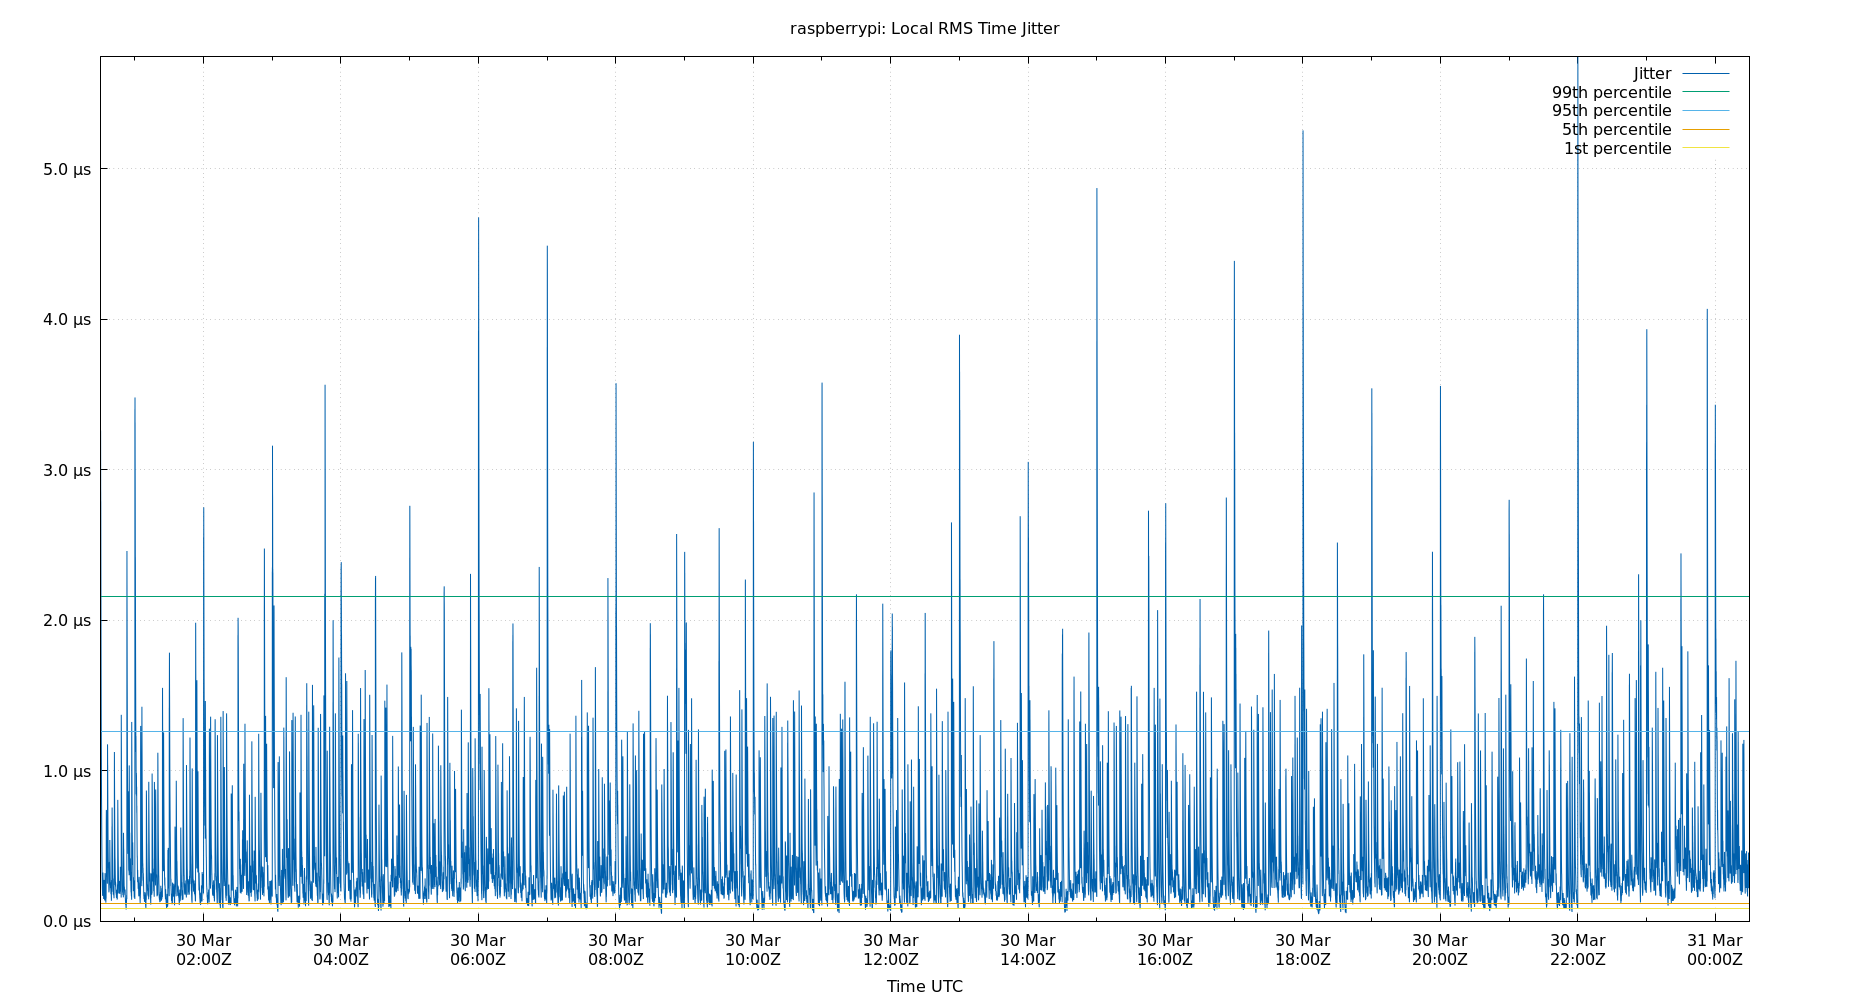 raspberrypi: Local RMS Time Jitter
Jitter
99th percentile
95th percentile
5th percentile
1st percentile
5.0 µs
4.0 µs
3.0 µs
2.0 µs
1.0 µs
0.0 µs
30 Mar 30 Mar 30 Mar 30 Mar 30 Mar 30 Mar 30 Mar 30 Mar 30 Mar 30 Mar 30 Mar 31 Mar
02:00Z 04:00Z 06:00Z 08:00Z 10:00Z 12:00Z 14:00Z 16:00Z 18:00Z 20:00Z 22:00Z 00:00Z
Time UTC